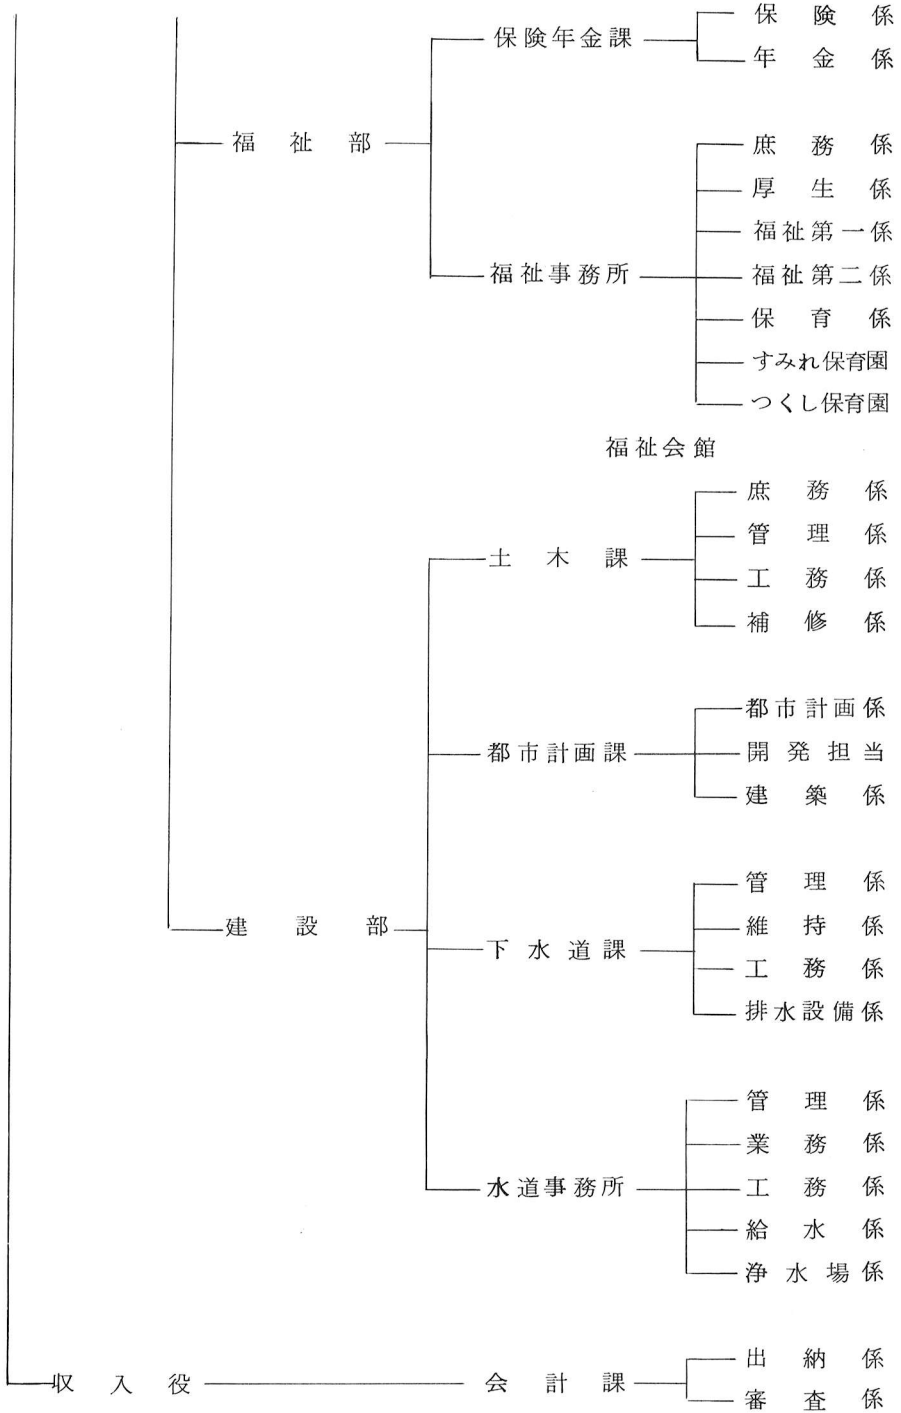 保険係
保険年金課
年金係
福祉部
庶務係
厚生係
福祉第一係
福祉事務所 福祉第二係
保育係
すみれ保育園
つくし保育園
福祉会館
庶務係
管理係
土木課
工務係
補修係
都市計画係
都市計画課 開発担当
建築係
管理係
建設部 維持係
下水道課
工務係
排水設備係
管理係
業務係
水道事務所 工務係
給水係
浄水場係
出納係
収入役 会計課
審査係